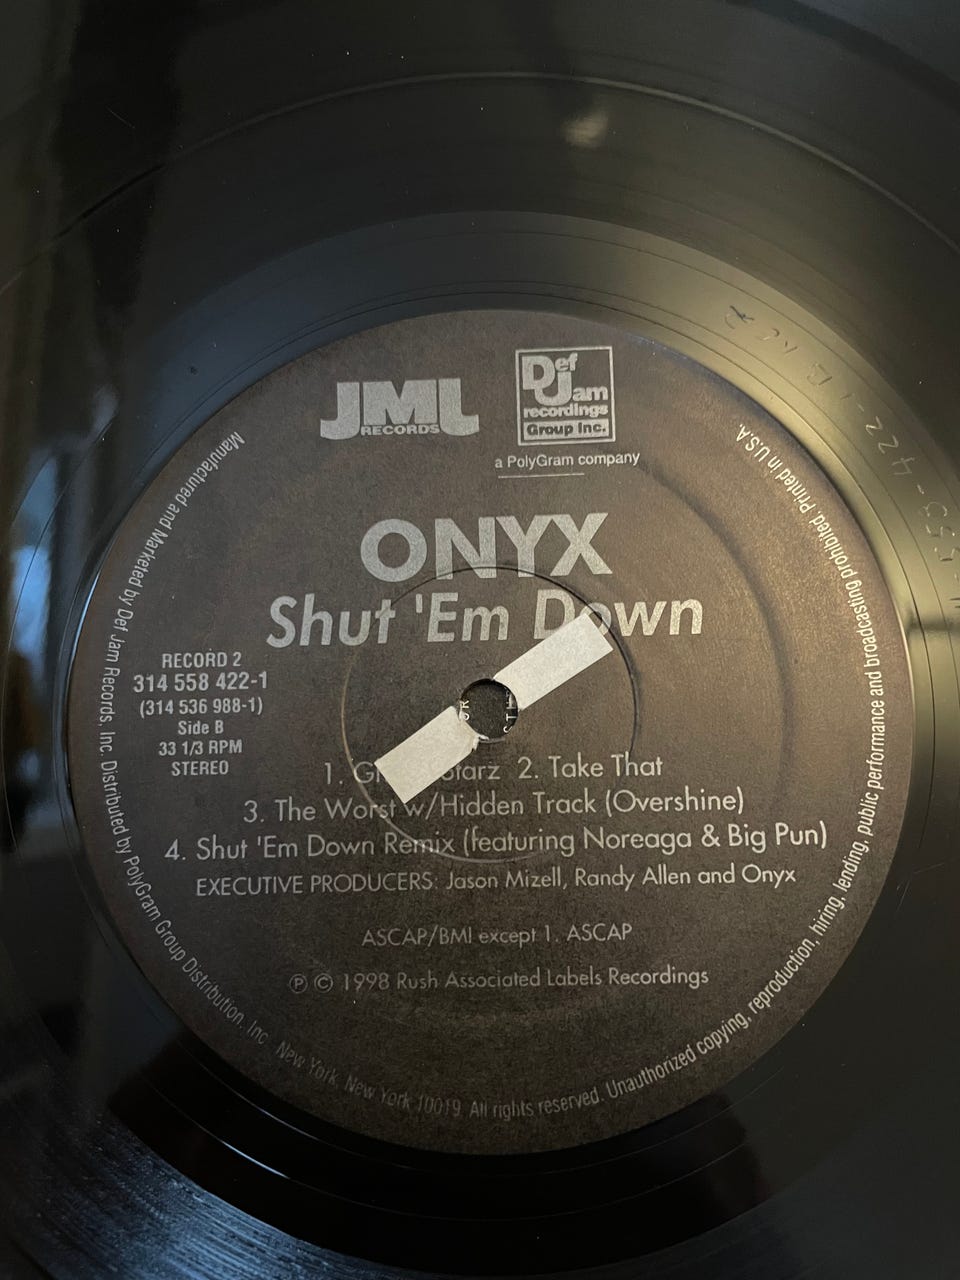 JML
RECORDS
Def
Jam
recordings
Group Inc.
a PolyGram company
ONYX
Shut 'Em Down
RECORD 2
314 558 422-1
(314 536 988-1)
Side B
33 1/3 RPM
STEREO
1. 2. Take That
3. The Worst w/Hidden Track (Overshine)
4. Shut 'Em Down Remix (featuring Noreaga & Big Pun)
EXECUTIVE PRODUCERS: Jason Mizell, Randy Allen and Onyx
ASCAP/BMI except 1. ASCAP
℗ © 1998 Rush Associated Labels Recordings
Manufactured and Marketed by Def Jam Records, Inc. Distributed by PolyGram Group Distribution, Inc. New York, New York 10019. All rights reserved. Unauthorized copying, reproduction, hiring, lending, public performance and broadcasting prohibited. Printed in U.S.A.